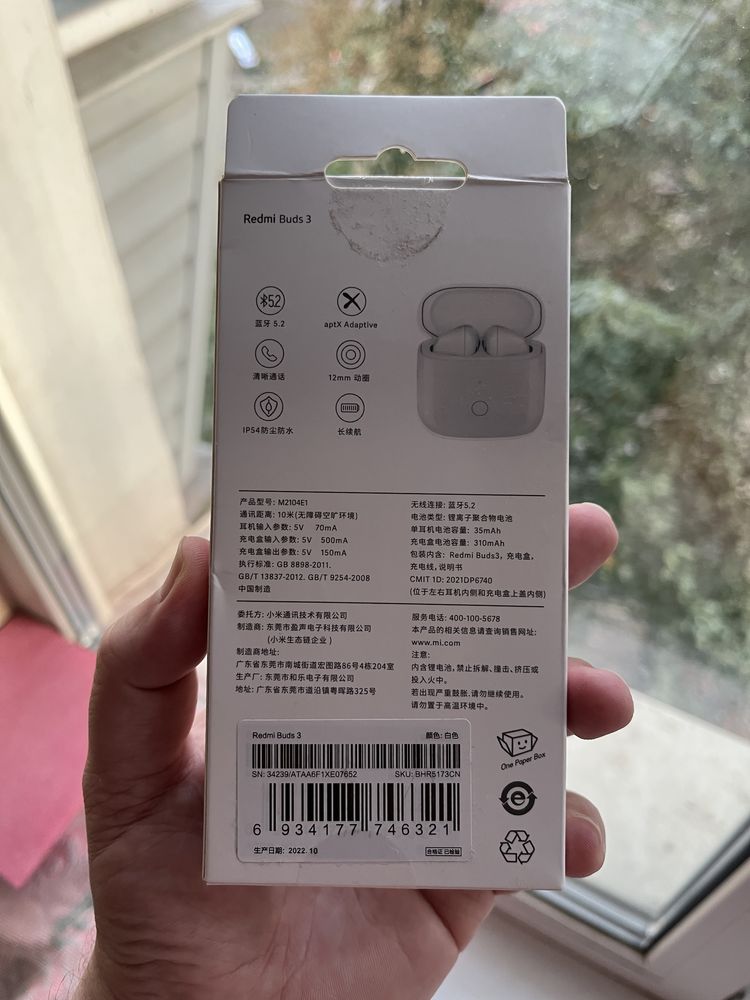 Redmi Buds 3
5.2
蓝牙 5.2
aptX Adaptive
清晰通话
12mm 动圈
IP54防尘防水
长续航
产品型号: M2104E1
通讯距离: 10米(无障碍空旷环境)
耳机输入参数: 5V 70mA
充电盒输入参数: 5V 500mA
充电盒输出参数: 5V 150mA
执行标准: GB 8898-2011.
GB/T 13837-2012. GB/T 9254-2008
中国制造
无线连接: 蓝牙5.2
电池类型: 锂离子聚合物电池
单耳机电池容量: 35mAh
充电盒电池容量: 310mAh
包装内含: Redmi Buds3, 充电盒,
充电线, 说明书
CMIT ID: 2021DP6740
(位于左右耳机内侧和充电盒上盖内侧)
委托方: 小米通讯技术有限公司
制造商: 东莞市盈声电子科技有限公司
(小米生态链企业)
制造商地址:
广东省东莞市南城街道宏图路86号4栋204室
生产厂: 东莞市和乐电子有限公司
地址: 广东省东莞市道滘镇粤晖路325号
服务电话: 400-100-5678
本产品的相关信息请查询销售网址:
www.mi.com
注意:
内含锂电池, 禁止拆解、撞击、挤压或
投入火中。
若出现严重鼓胀, 请勿继续使用。
请勿置于高温环境中。
Redmi Buds 3
颜色: 白色
SN: 34239/ATAA6F1XE07652
SKU: BHR5173CN
6 934177 746321
生产日期: 2022. 10
合格证 已检验
One Paper Box
e